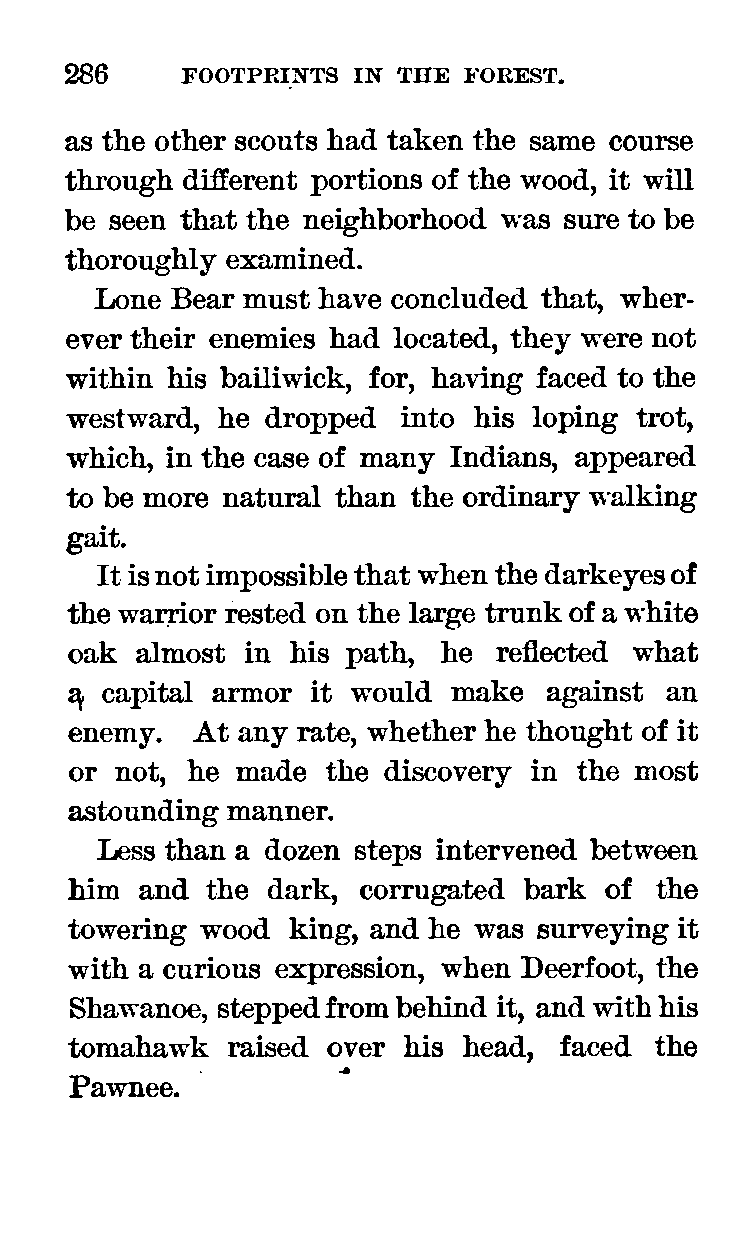 286 FOOTPRINTS IN THE FOREST.
as the other scouts had taken the same course
through different portions of the wood, it will
be seen that the neighborhood was sure to be
thoroughly examined.
Lone Bear must have concluded that, wher-
ever their enemies had located, they were not
within his bailiwick, for, having faced to the
westward, he dropped into his loping trot,
which, in the case of many Indians, appeared
to be more natural than the ordinary walking
gait.
It is not impossible that when the dark eyes of
the warrior rested on the large trunk of a white
oak almost in his path, he reflected what
a capital armor it would make against an
enemy. At any rate, whether he thought of it
or not, he made the discovery in the most
astounding manner.
Less than a dozen steps intervened between
him and the dark, corrugated bark of the
towering wood king, and he was surveying it
with a curious expression, when Deerfoot, the
Shawanoe, stepped from behind it, and with his
tomahawk raised over his head, faced the
Pawnee.